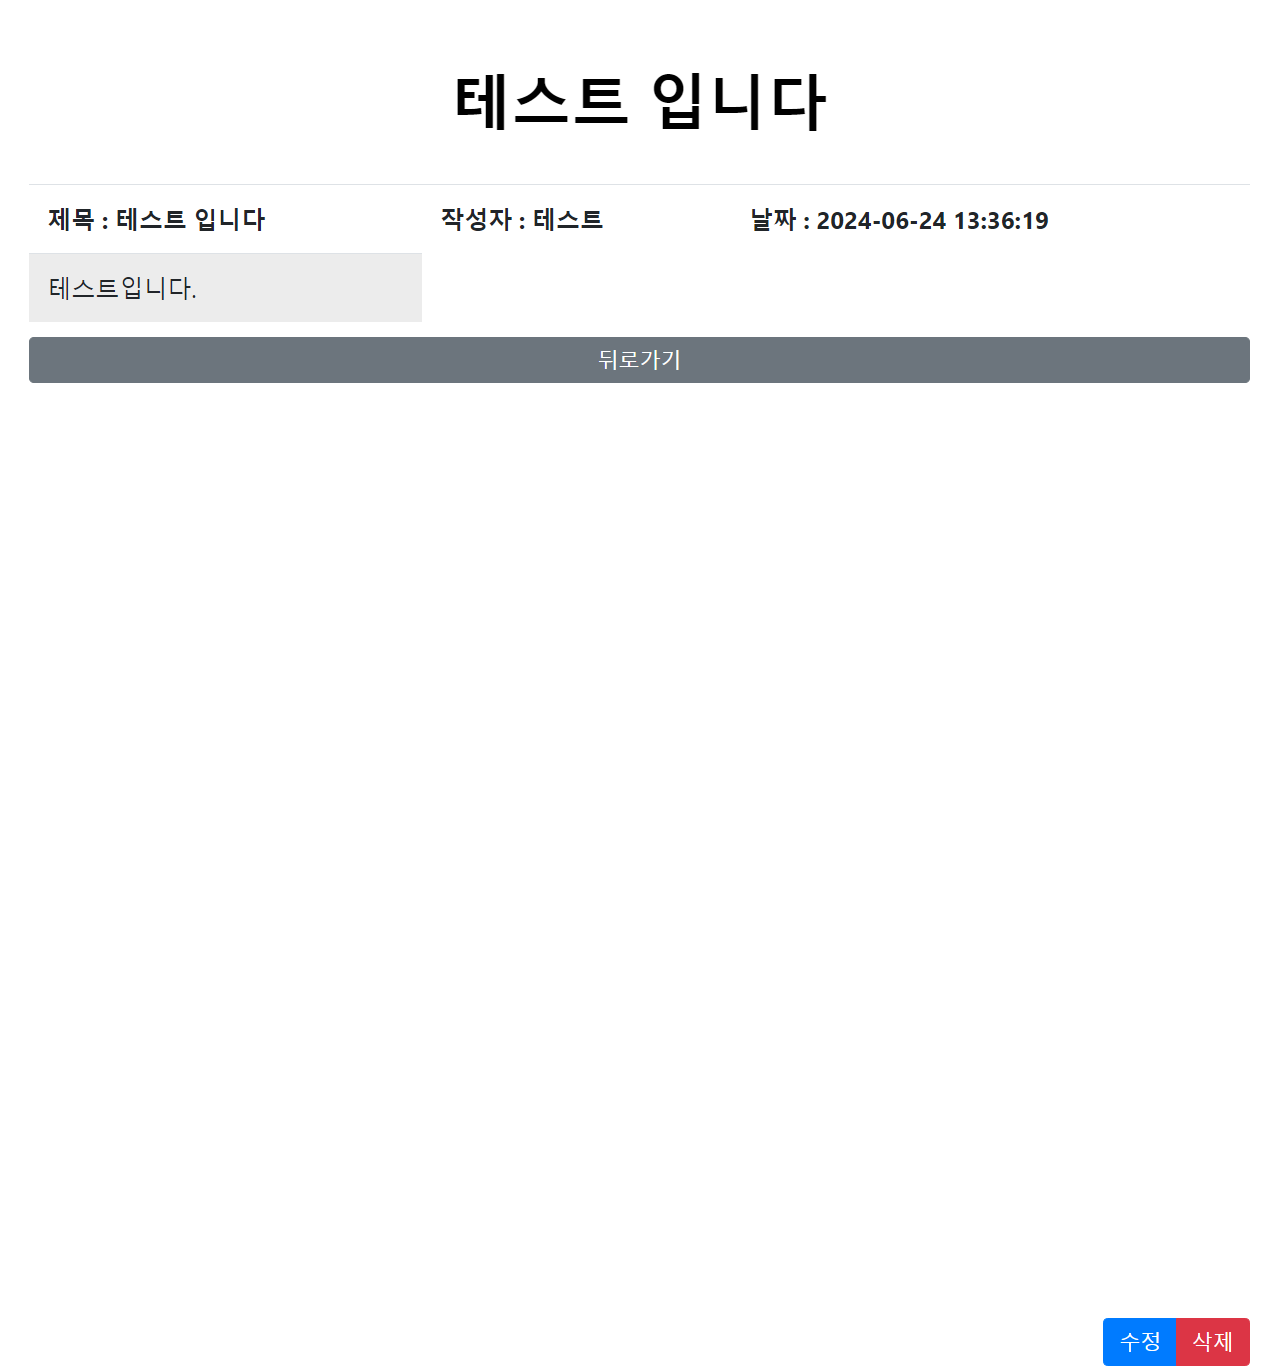 테스트 입니다
제목 : 테스트 입니다 작성자 : 테스트 날짜 : 2024-06-24 13:36:19
테스트입니다.
뒤로가기
수정 삭제